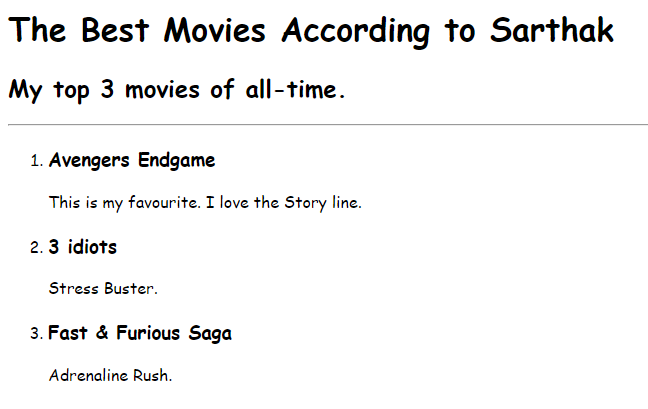 The Best Movies According to Sarthak
My top 3 movies of all-time.
1. Avengers Endgame
This is my favourite. I love the Story line.
2. 3 idiots
Stress Buster.
3. Fast & Furious Saga
Adrenaline Rush.